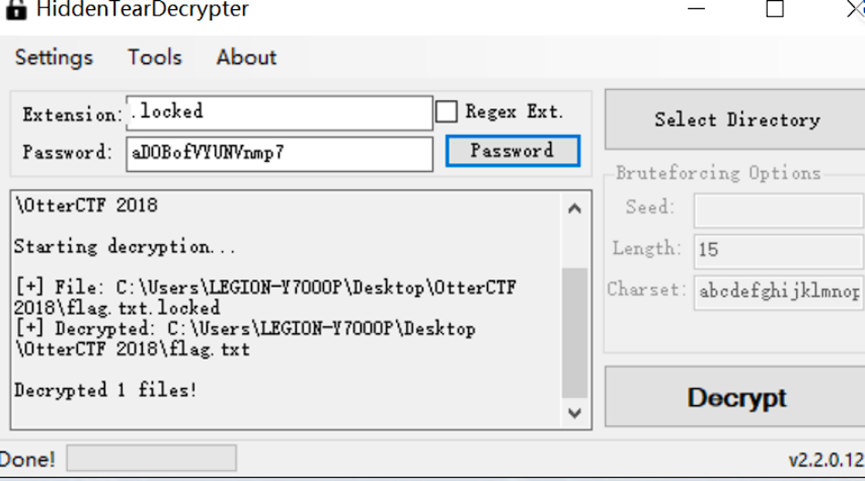 HiddenTearDecrypter
Settings Tools About
Extension: .locked Regex Ext.
Password: aDOBofVYUNVnmp7 Password
Select Directory
Bruteforcing Options
Seed:
Length: 15
Charset: abcdefghijklmnop
\OtterCTF 2018
Starting decryption...
[+] File: C:\Users\LEGION-Y7000P\Desktop\OtterCTF
2018\flag.txt.locked
[+] Decrypted: C:\Users\LEGION-Y7000P\Desktop
\OtterCTF 2018\flag.txt
Decrypted 1 files!
Decrypt
Done!
v2.2.0.12